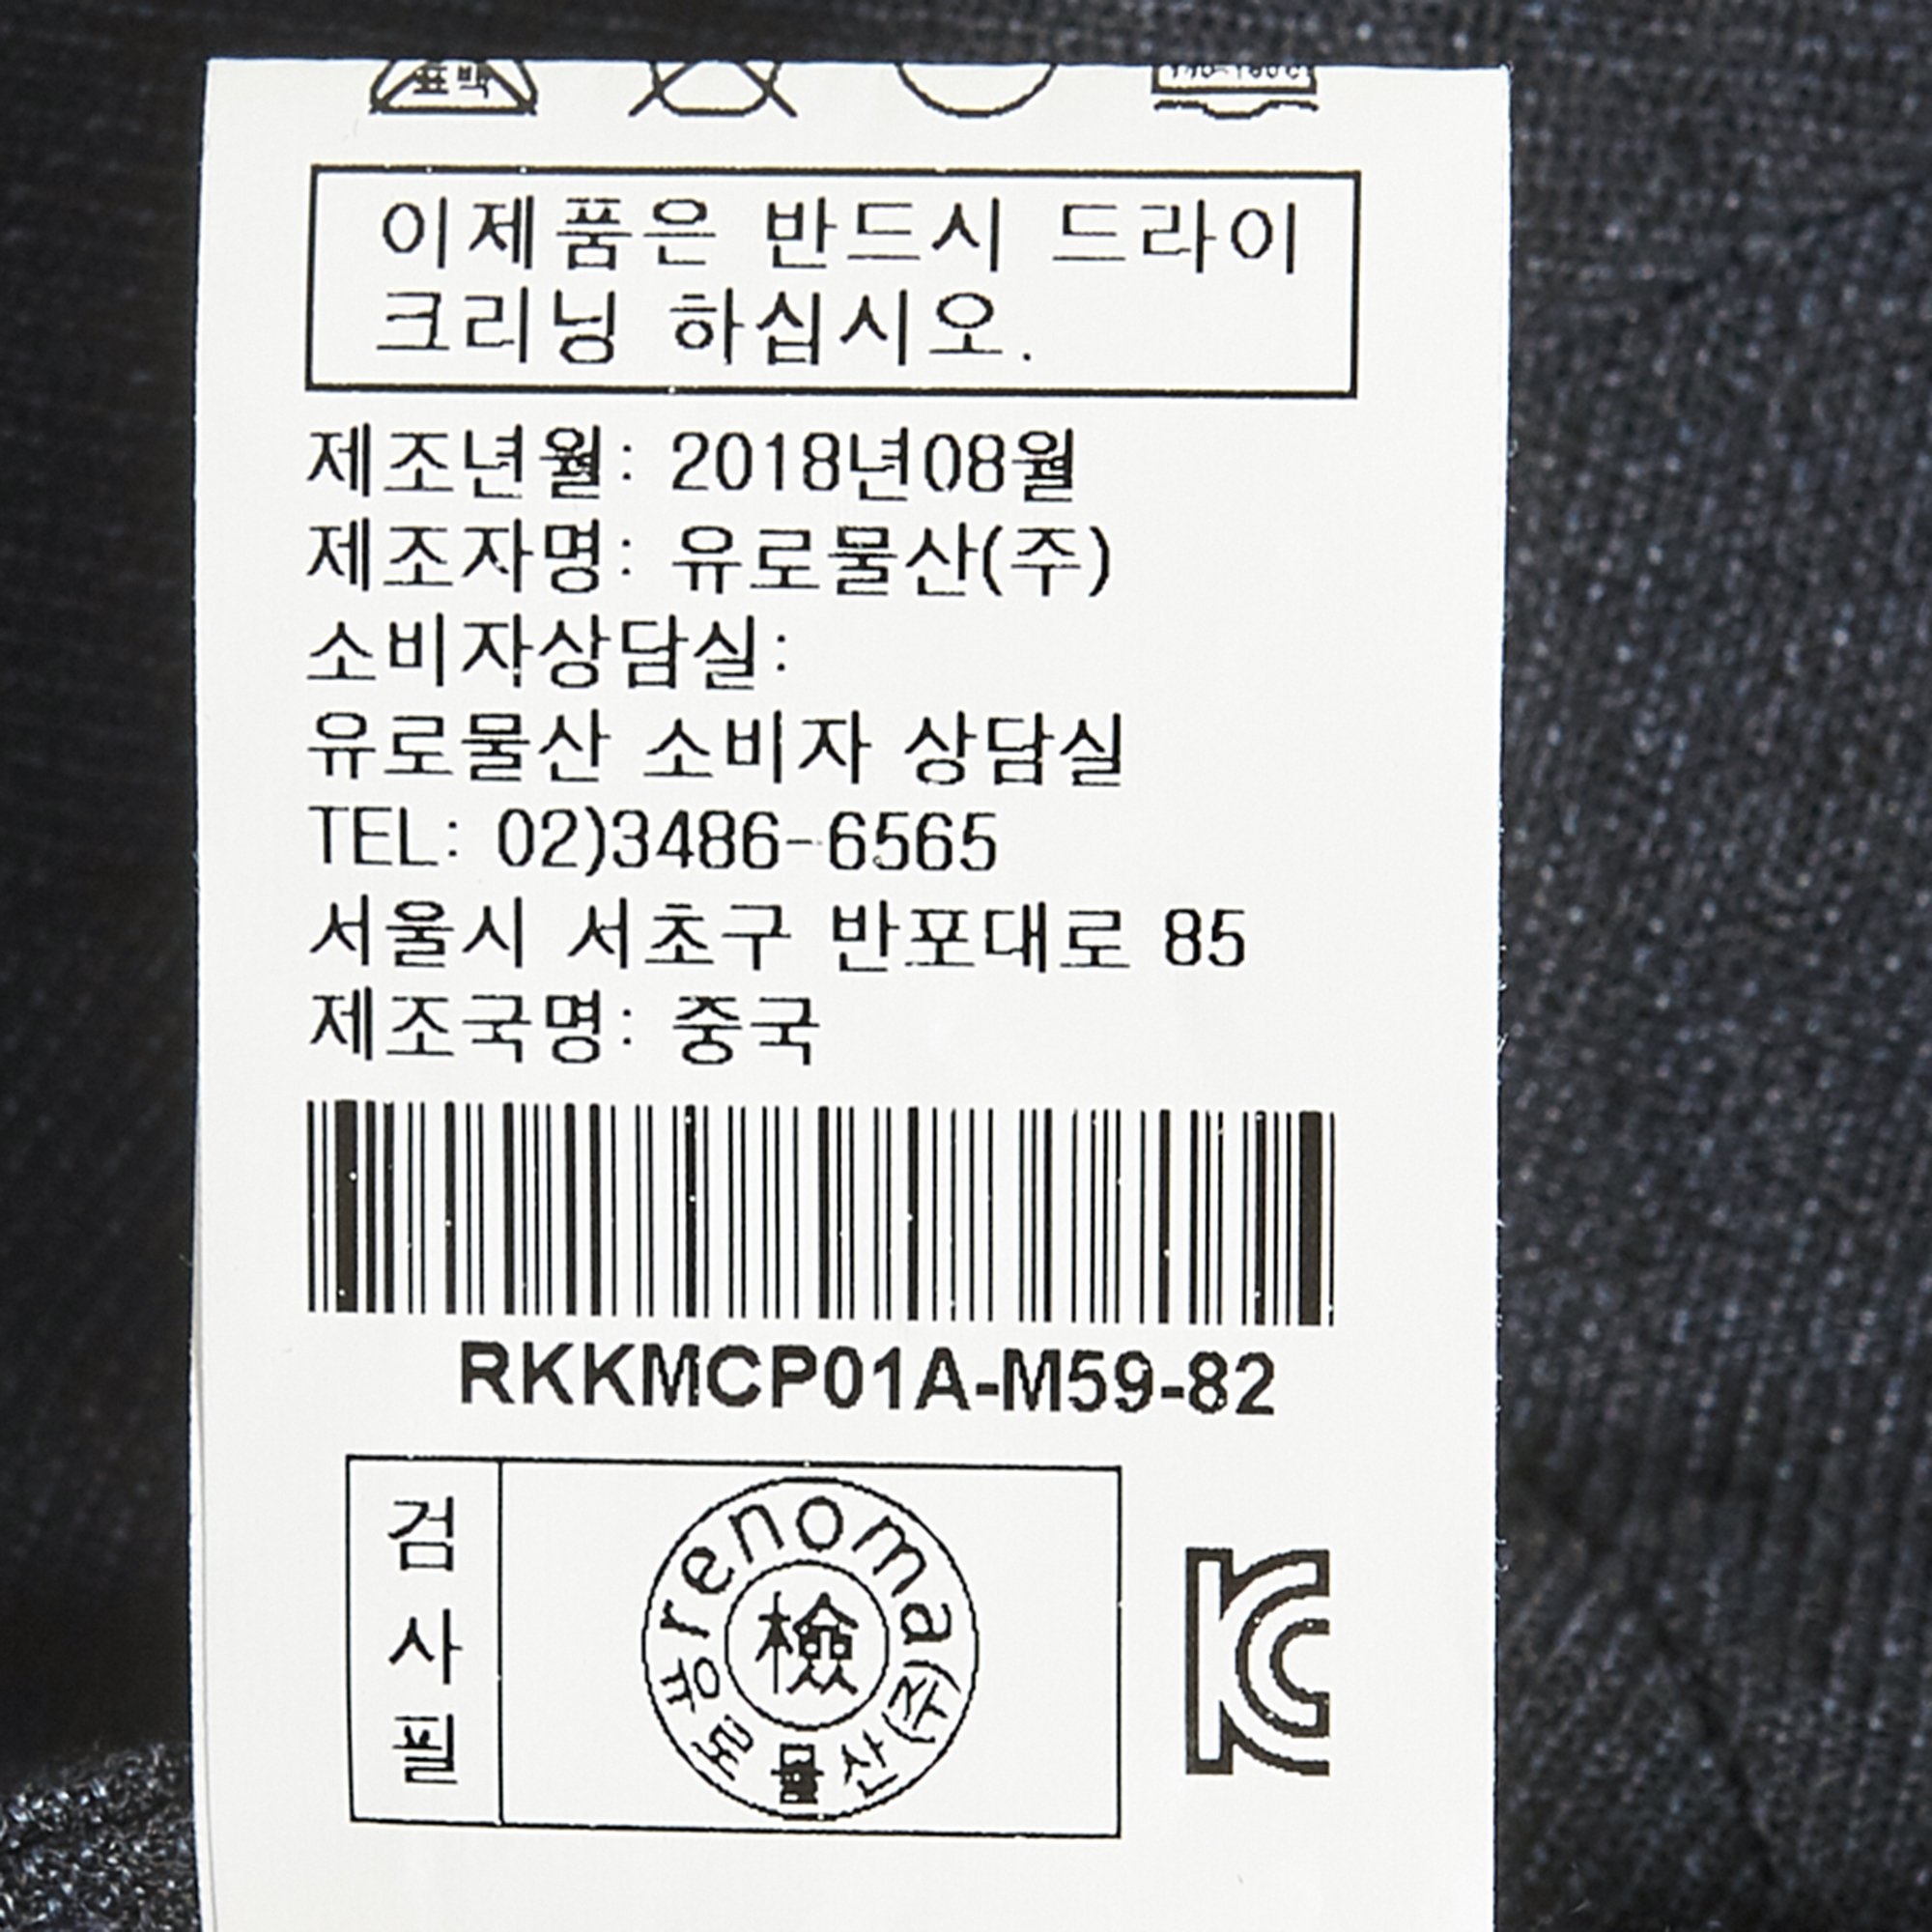 표백
이제품은 반드시 드라이
크리닝 하십시오.
제조년월: 2018년08월
제조자명: 유로물산(주)
소비자상담실:
유로물산 소비자 상담실
TEL: 02)3486-6565
서울시 서초구 반포대로 85
제조국명: 중국
RKKMCP01A-M59-82
검
사
필
renoma
檢
유로물산(주)